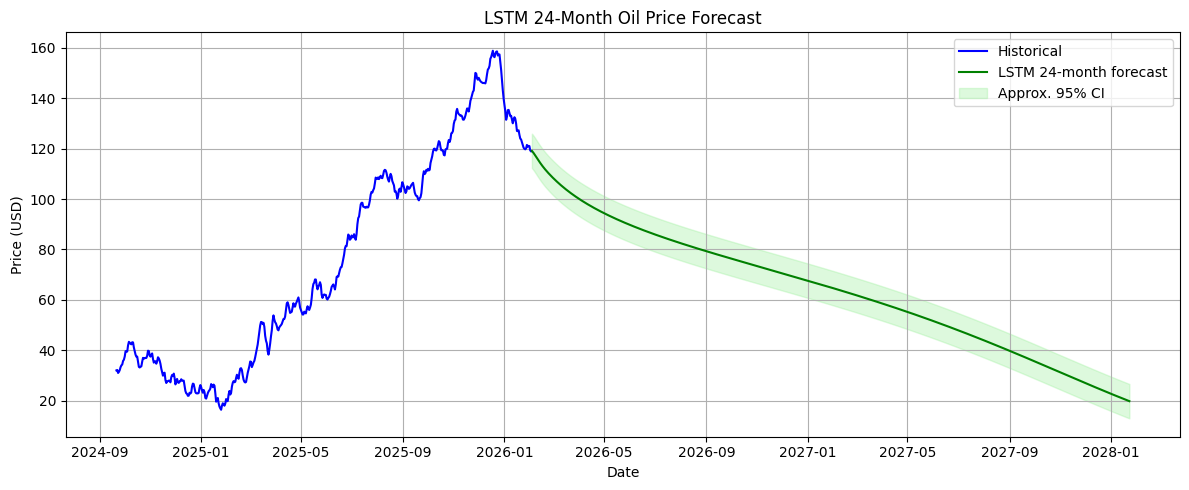 LSTM 24-Month Oil Price Forecast
Historical
LSTM 24-month forecast
Approx. 95% CI
Price (USD)
160
140
120
100
80
60
40
20
2024-09 2025-01 2025-05 2025-09 2026-01 2026-05 2026-09 2027-01 2027-05 2027-09 2028-01
Date